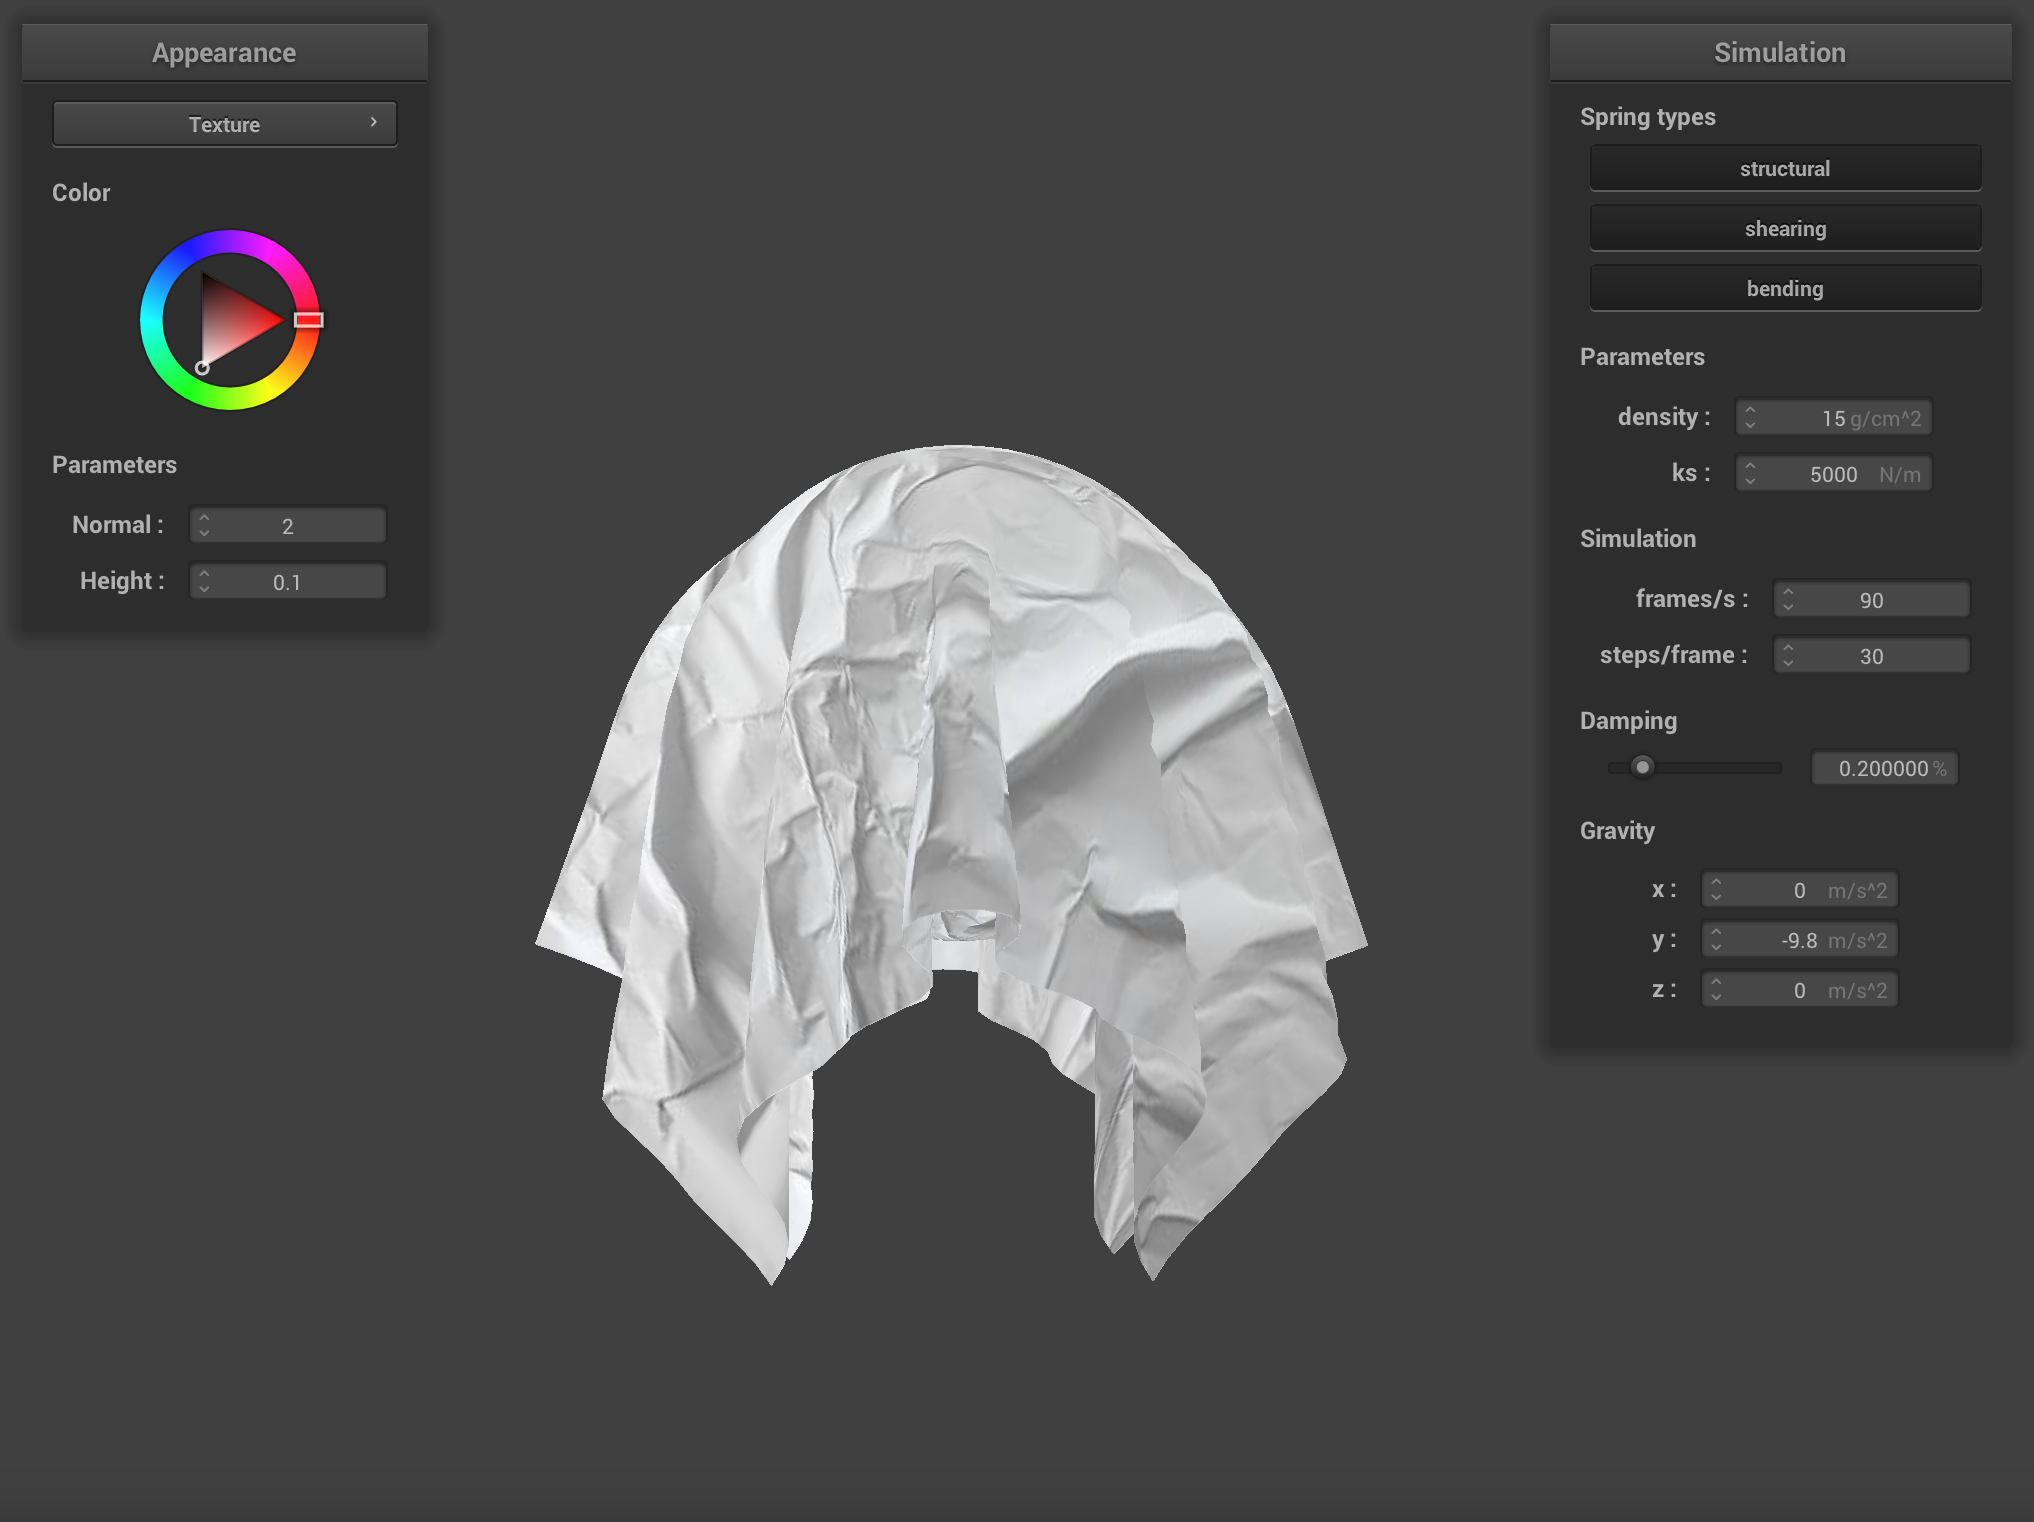 Appearance
Texture
Color
Parameters
Normal : 2
Height : 0.1
Simulation
Spring types
structural
shearing
bending
Parameters
density : 15 g/cm^2
ks : 5000 N/m
Simulation
frames/s : 90
steps/frame : 30
Damping
0.200000 %
Gravity
x : 0 m/s^2
y : -9.8 m/s^2
z : 0 m/s^2